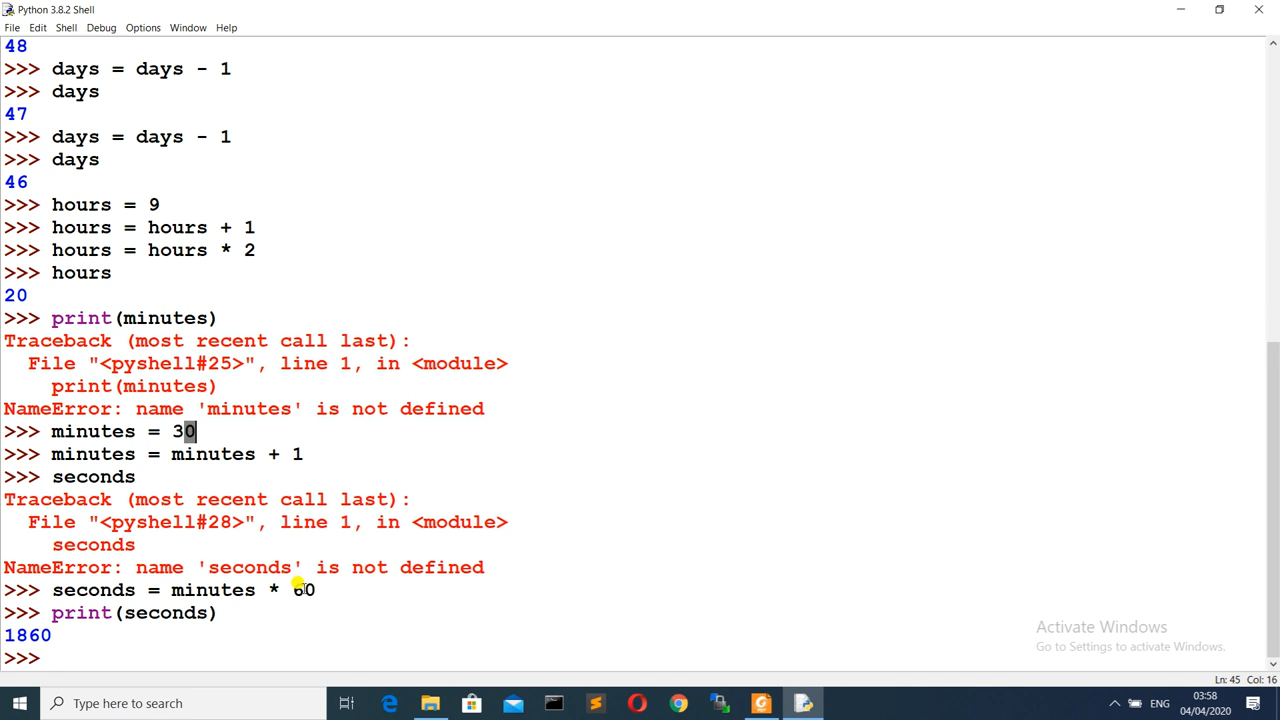 Python 3.8.2 Shell
File Edit Shell Debug Options Window Help
48
>>> days = days - 1
>>> days
47
>>> days = days - 1
>>> days
46
>>> hours = 9
>>> hours = hours + 1
>>> hours = hours * 2
>>> hours
20
>>> print(minutes)
Traceback (most recent call last):
  File "<pyshell#25>", line 1, in <module>
    print(minutes)
NameError: name 'minutes' is not defined
>>> minutes = 30
>>> minutes = minutes + 1
>>> seconds
Traceback (most recent call last):
  File "<pyshell#28>", line 1, in <module>
    seconds
NameError: name 'seconds' is not defined
>>> seconds = minutes * 60
>>> print(seconds)
1860
>>>
Activate Windows
Go to Settings to activate Windows.
Ln: 45 Col: 16
Type here to search
ENG
03:58
04/04/2020